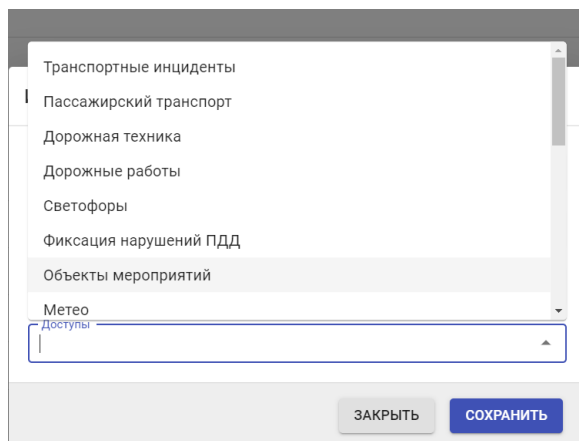 Транспортные инциденты
Пассажирский транспорт
Дорожная техника
Дорожные работы
Светофоры
Фиксация нарушений ПДД
Объекты мероприятий
Метео
Доступы
ЗАКРЫТЬ
СОХРАНИТЬ